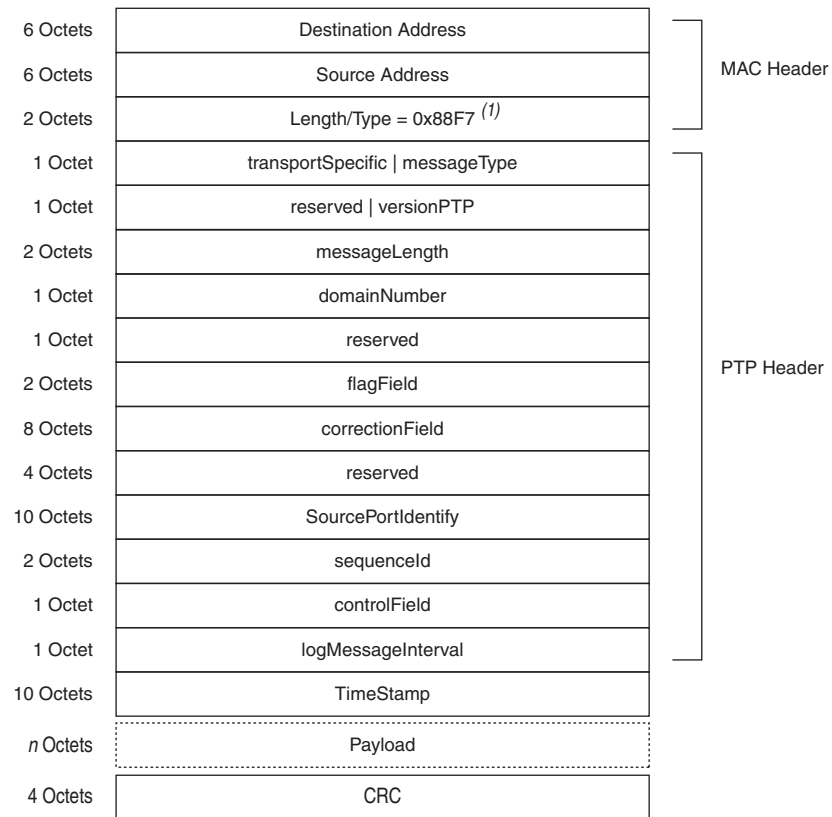 6 Octets Destination Address
MAC Header
6 Octets Source Address
2 Octets Length/Type = 0x88F7 (1)
1 Octet transportSpecific | messageType
1 Octet reserved | versionPTP
2 Octets messageLength
1 Octet domainNumber
1 Octet reserved
PTP Header
2 Octets flagField
8 Octets correctionField
4 Octets reserved
10 Octets SourcePortIdentify
2 Octets sequenceId
1 Octet controlField
1 Octet logMessageInterval
10 Octets TimeStamp
n Octets Payload
4 Octets CRC